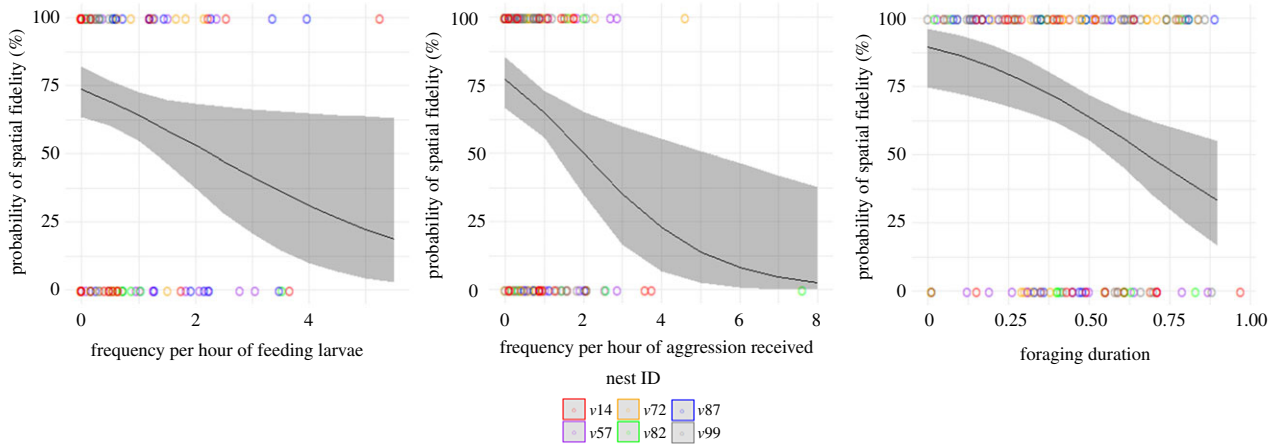 probability of spatial fidelity (%)
100
75
50
25
0
0 2 4
frequency per hour of feeding larvae
probability of spatial fidelity (%)
100
75
50
25
0
0 2 4 6 8
frequency per hour of aggression received
probability of spatial fidelity (%)
100
75
50
25
0
0 0.25 0.50 0.75 1.00
foraging duration
nest ID
v14 v72 v87
v57 v82 v99